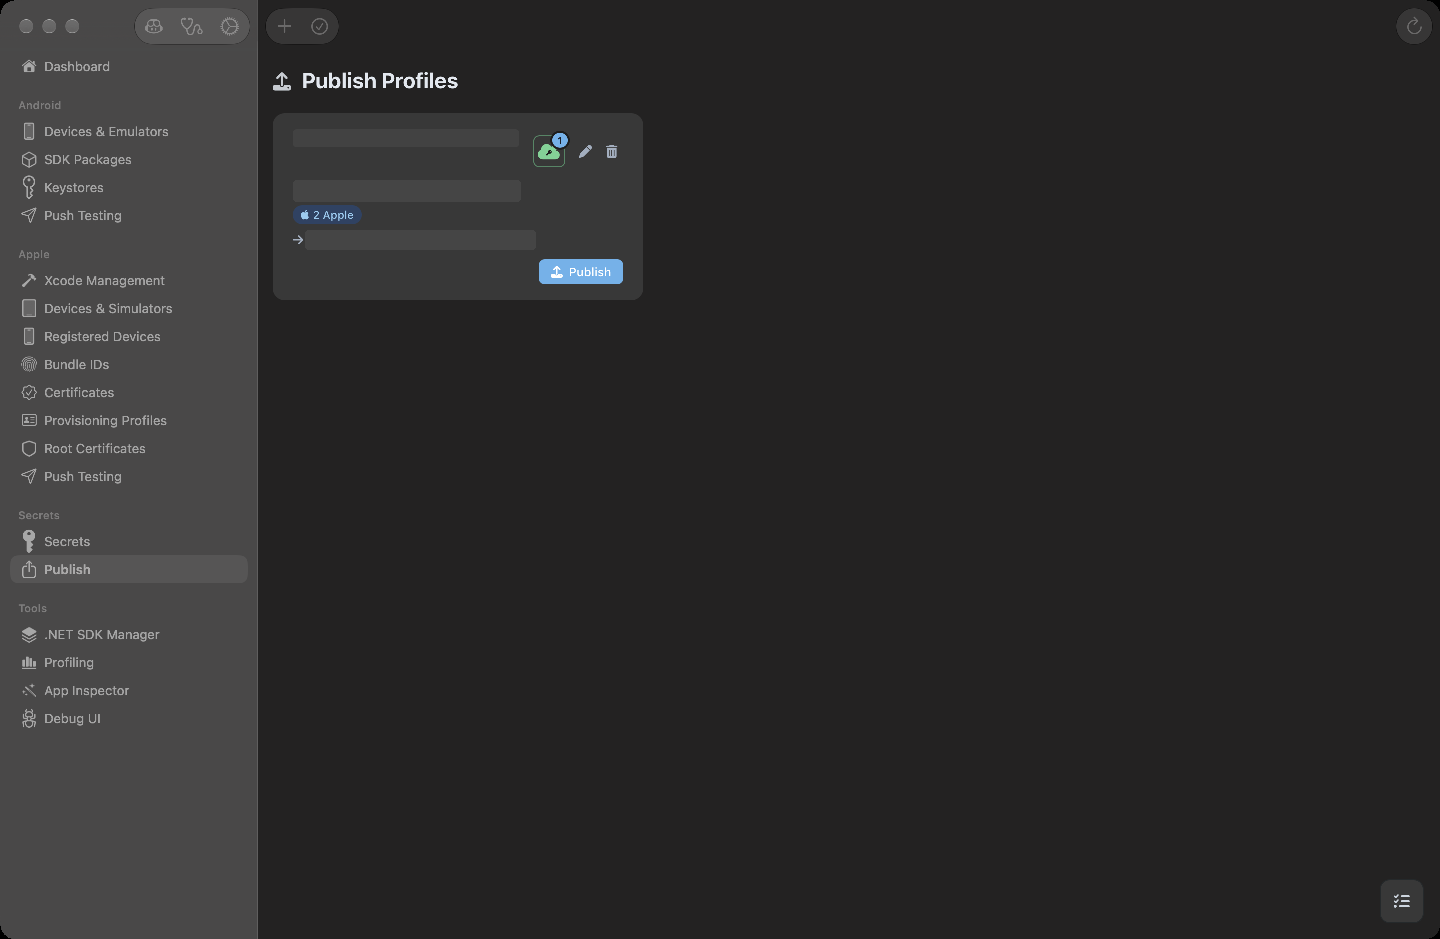 Dashboard
Android
Devices & Emulators
SDK Packages
Keystores
Push Testing
Apple
Xcode Management
Devices & Simulators
Registered Devices
Bundle IDs
Certificates
Provisioning Profiles
Root Certificates
Push Testing
Secrets
Secrets
Publish
Tools
.NET SDK Manager
Profiling
App Inspector
Debug UI
Publish Profiles
1
2 Apple
Publish